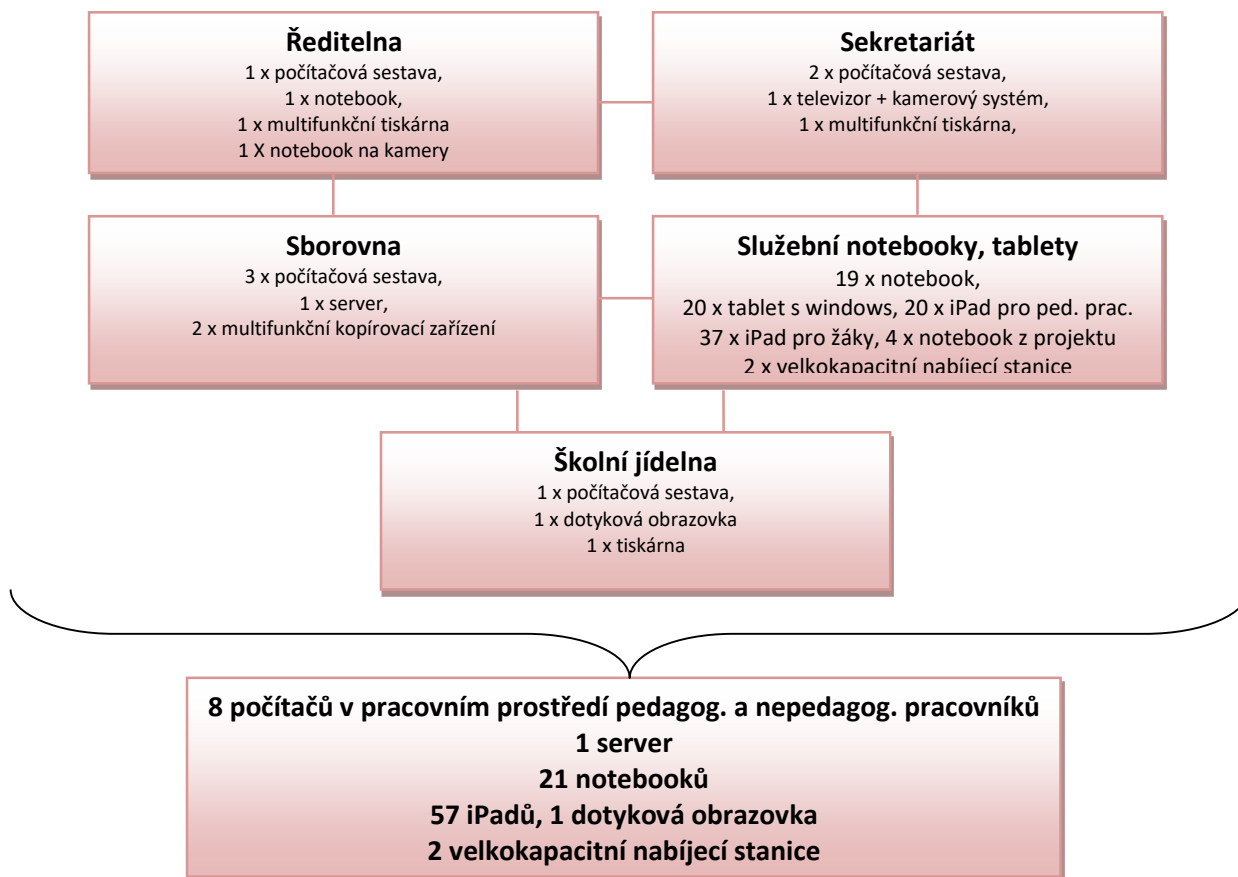 Ředitelna
1 x počítačová sestava,
1 x notebook,
1 x multifunkční tiskárna
1 X notebook na kamery
Sekretariát
2 x počítačová sestava,
1 x televizor + kamerový systém,
1 x multifunkční tiskárna,
Sborovna
3 x počítačová sestava,
1 x server,
2 x multifunkční kopírovací zařízení
Služební notebooky, tablety
19 x notebook,
20 x tablet s windows, 20 x iPad pro ped. prac.
37 x iPad pro žáky, 4 x notebook z projektu
2 x velkokapacitní nabíjecí stanice
Školní jídelna
1 x počítačová sestava,
1 x dotyková obrazovka
1 x tiskárna
8 počítačů v pracovním prostředí pedagog. a nepedagog. pracovníků
1 server
21 notebooků
57 iPadů, 1 dotyková obrazovka
2 velkokapacitní nabíjecí stanice